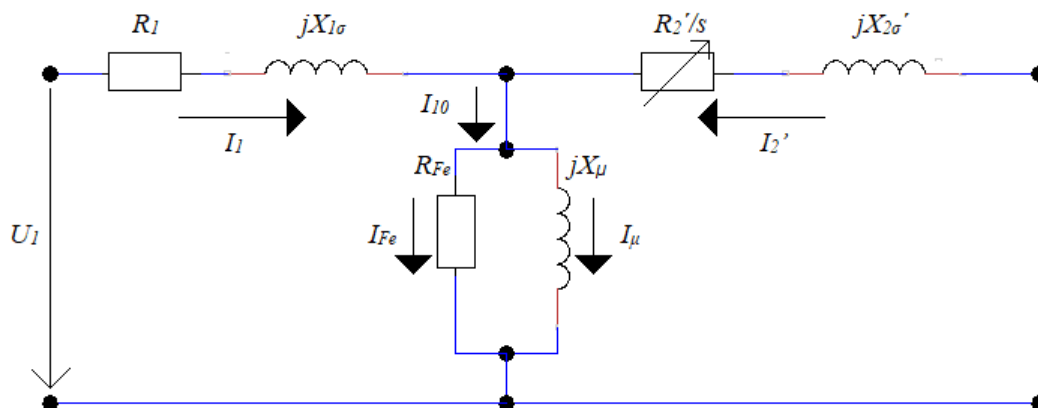 R1 jX1σ R2'/s jX2σ'
I10
I1 I2'
RFe jXμ
U1 IFe Iμ